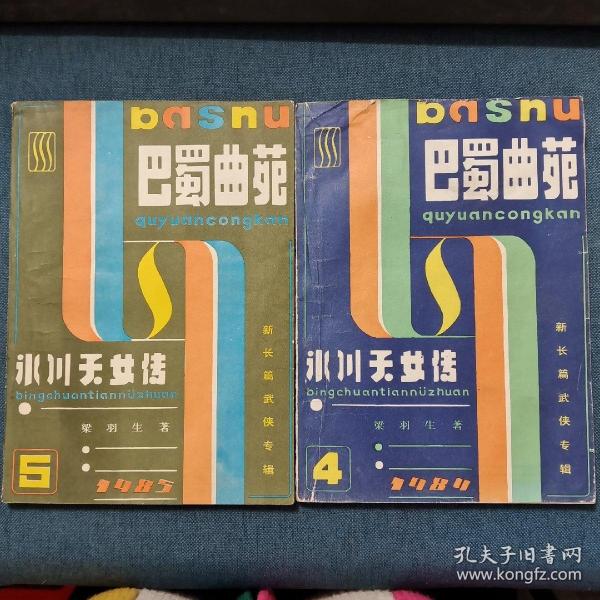 bashu
巴蜀曲苑
quyuancongkan
冰川天女传
bingchuantiannüzhuan
梁羽生著
新长篇武侠专辑
5
1985
bashu
巴蜀曲苑
quyuancongkan
冰川天女传
bingchuantiannüzhuan
梁羽生著
新长篇武侠专辑
4
1984
孔夫子旧书网
www.kongfz.com